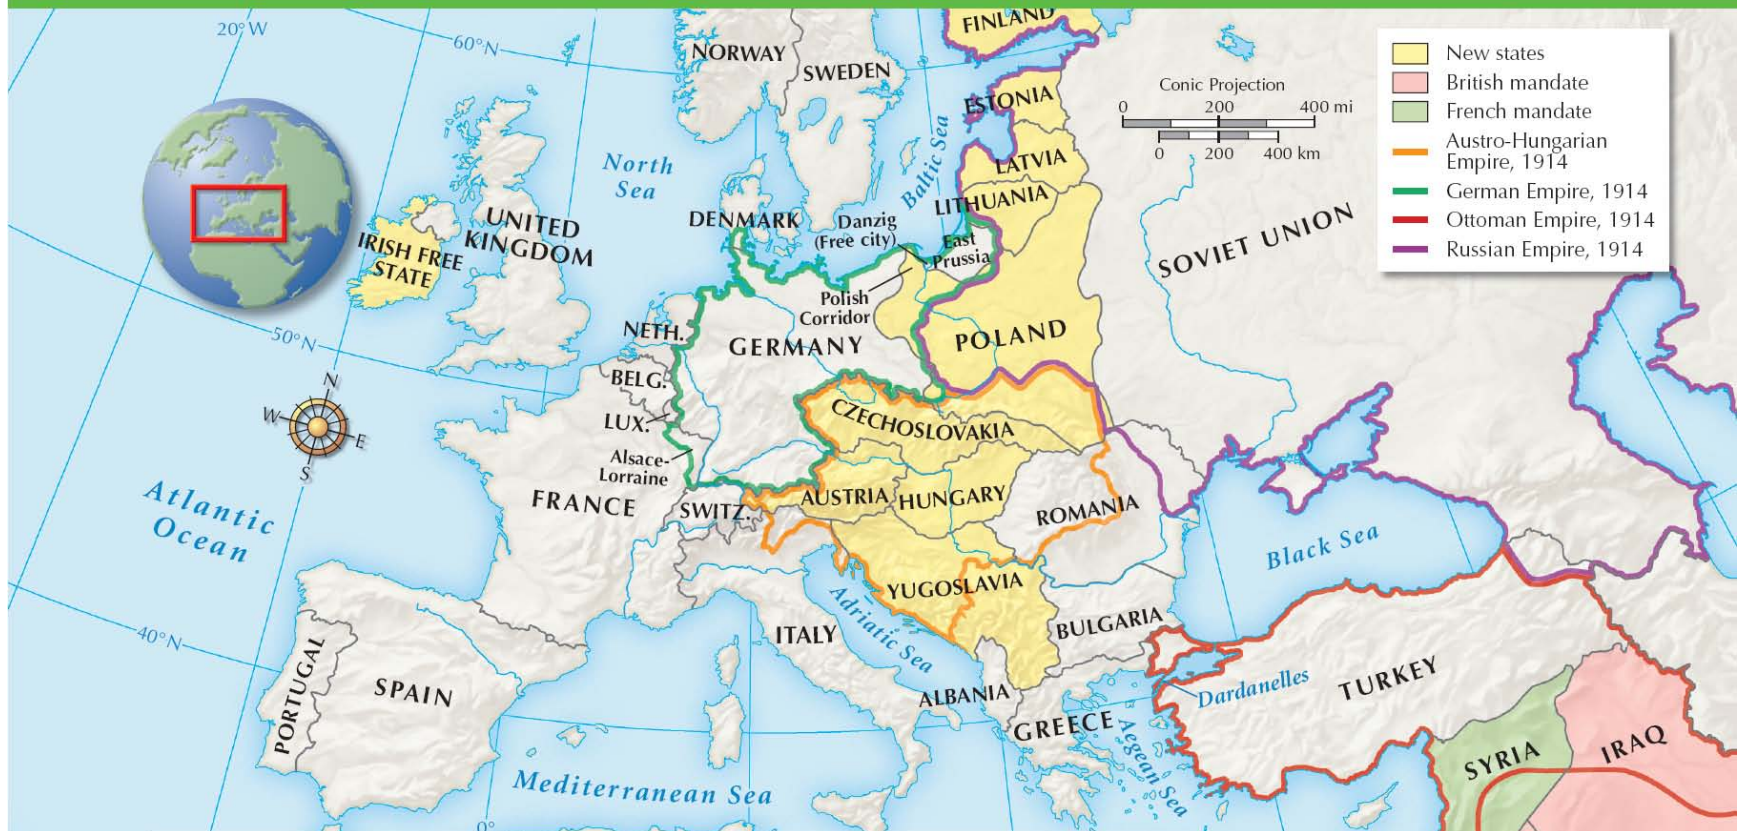 20°W
60°N
50°N
40°N
0°
N
W
E
S
NORWAY
SWEDEN
FINLAND
ESTONIA
LATVIA
LITHUANIA
Baltic Sea
North
Sea
DENMARK
Danzig
(Free city)
East
Prussia
UNITED
KINGDOM
IRISH FREE
STATE
Polish
Corridor
NETH.
GERMANY
POLAND
SOVIET UNION
BELG.
LUX.
Alsace-
Lorraine
CZECHOSLOVAKIA
FRANCE
SWITZ.
AUSTRIA
HUNGARY
ROMANIA
Atlantic
Ocean
YUGOSLAVIA
Adriatic Sea
ITALY
BULGARIA
Black Sea
ALBANIA
GREECE
Aegean Sea
Dardanelles
TURKEY
SYRIA
IRAQ
PORTUGAL
SPAIN
Mediterranean Sea
Conic Projection
0 200 400 mi
0 200 400 km
New states
British mandate
French mandate
Austro-Hungarian
Empire, 1914
German Empire, 1914
Ottoman Empire, 1914
Russian Empire, 1914